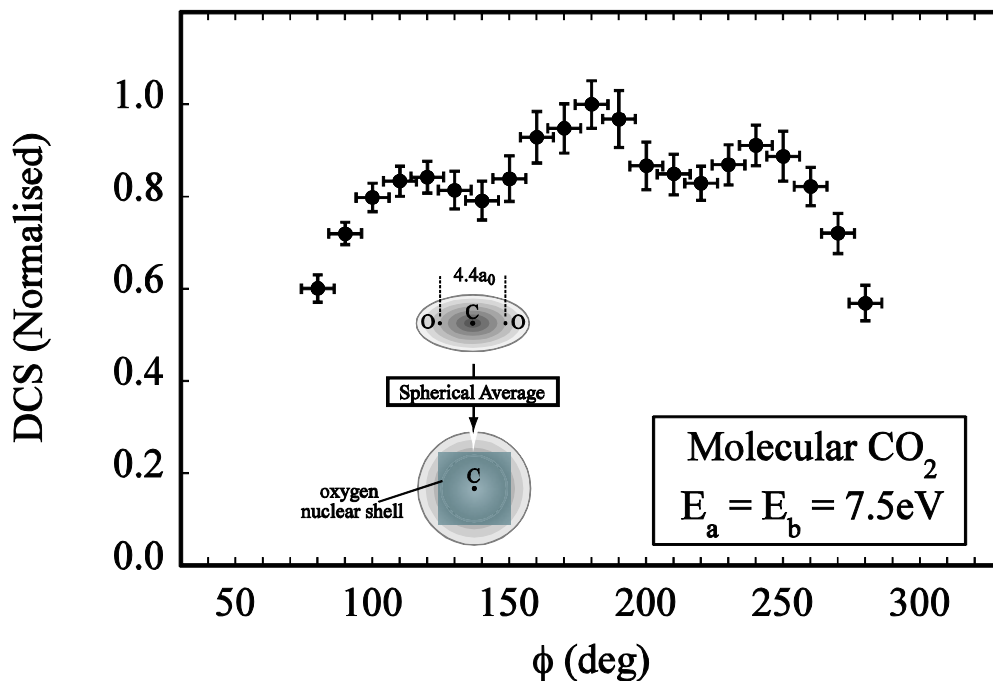 DCS (Normalised)
1.0
0.8
0.6
0.4
0.2
0.0
4.4a₀
O C O
Spherical Average
C
oxygen
nuclear shell
Molecular CO₂
Eₐ = E_b = 7.5eV
50 100 150 200 250 300
ϕ (deg)